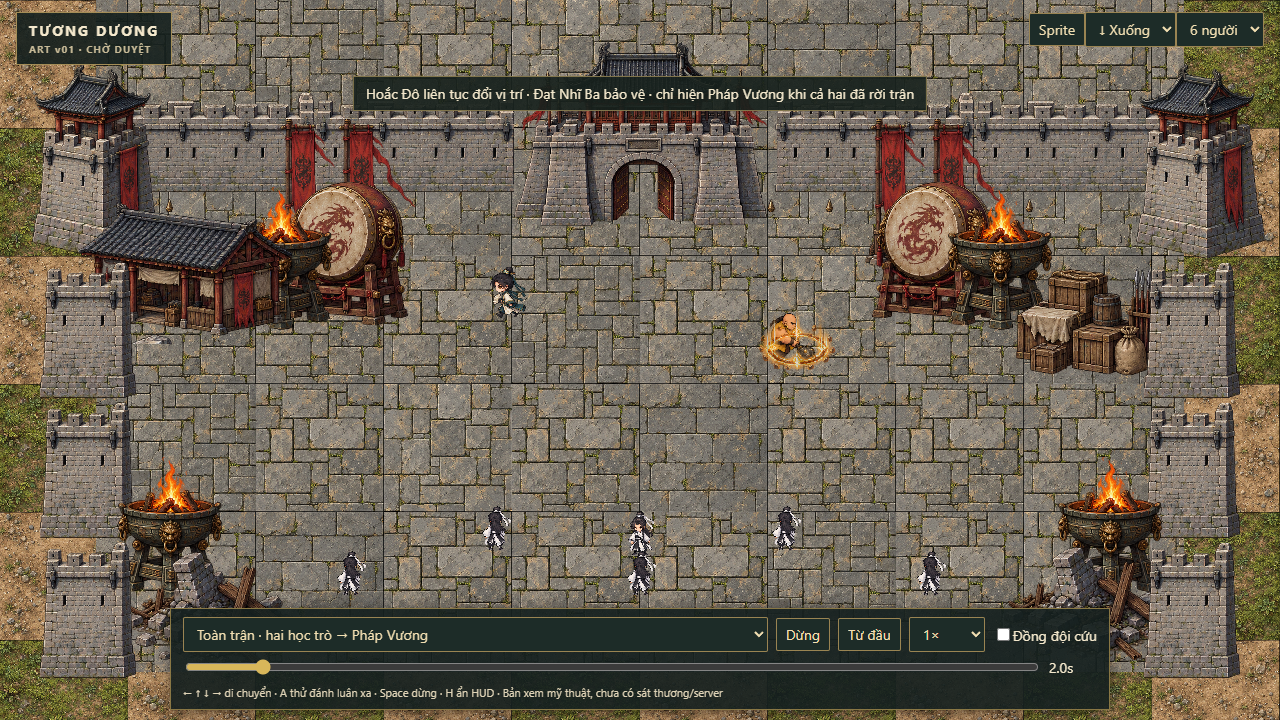 TƯƠNG DƯƠNG
ART v01 · CHỜ DUYỆT
Sprite
↓ Xuống
6 người
Hoắc Đô liên tục đổi vị trí · Đạt Nhĩ Ba bảo vệ · chỉ hiện Pháp Vương khi cả hai đã rời trận
Toàn trận · hai học trò → Pháp Vương
Dừng
Từ đầu
1×
Đồng đội cứu
2.0s
← ↑ ↓ → di chuyển · A thử đánh luân xa · Space dừng · H ẩn HUD · Bản xem mỹ thuật, chưa có sát thương/server